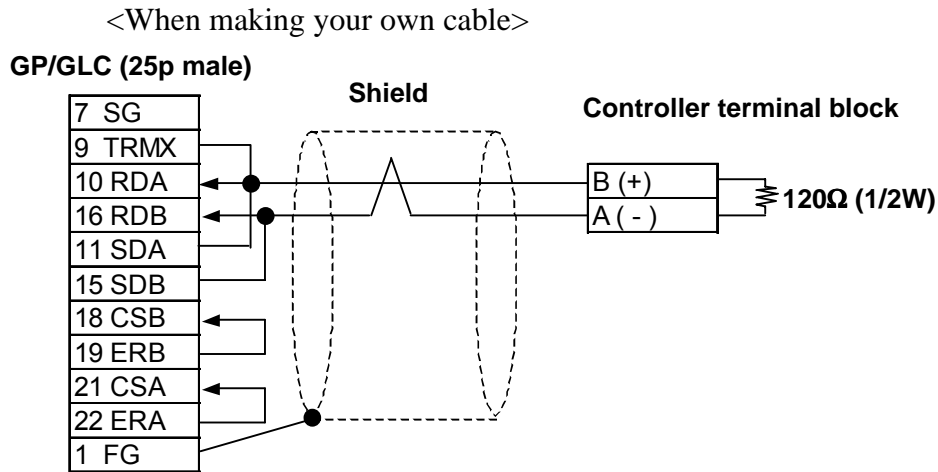 <When making your own cable>
GP/GLC (25p male)
Shield
Controller terminal block
7 SG
9 TRMX
10 RDA
16 RDB
11 SDA
15 SDB
18 CSB
19 ERB
21 CSA
22 ERA
1 FG
B (+)
A ( - )
120Ω (1/2W)